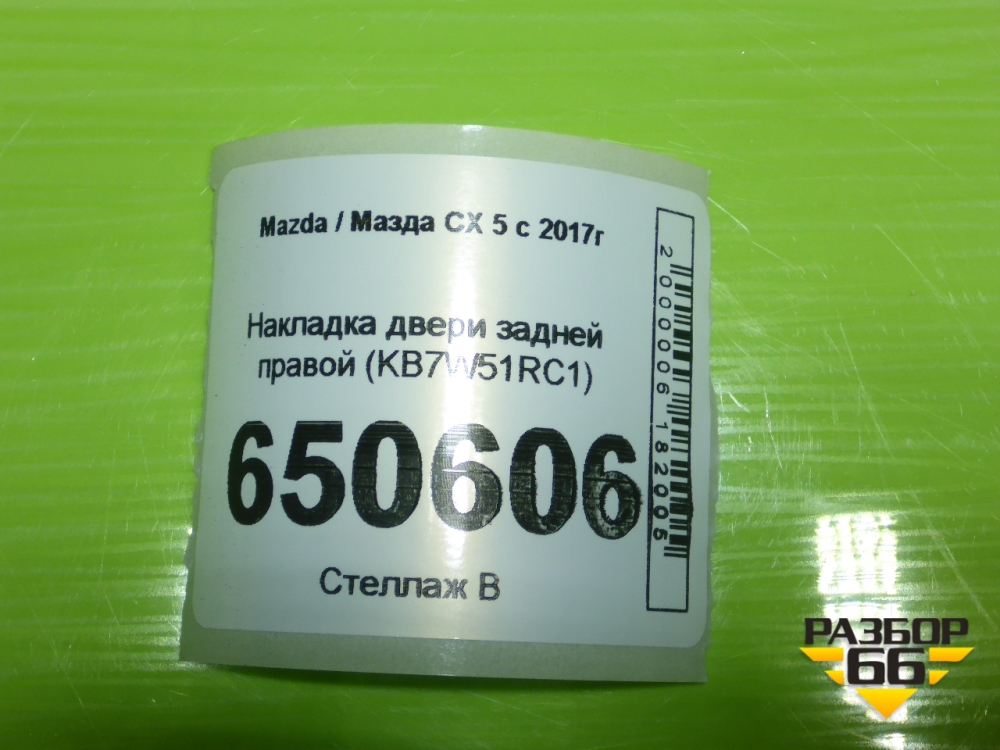 Mazda / Мазда CX 5 с 2017г
Накладка двери задней
правой (KB7W51RC1)
650606
Стеллаж В
2000006182005
РАЗБОР
66